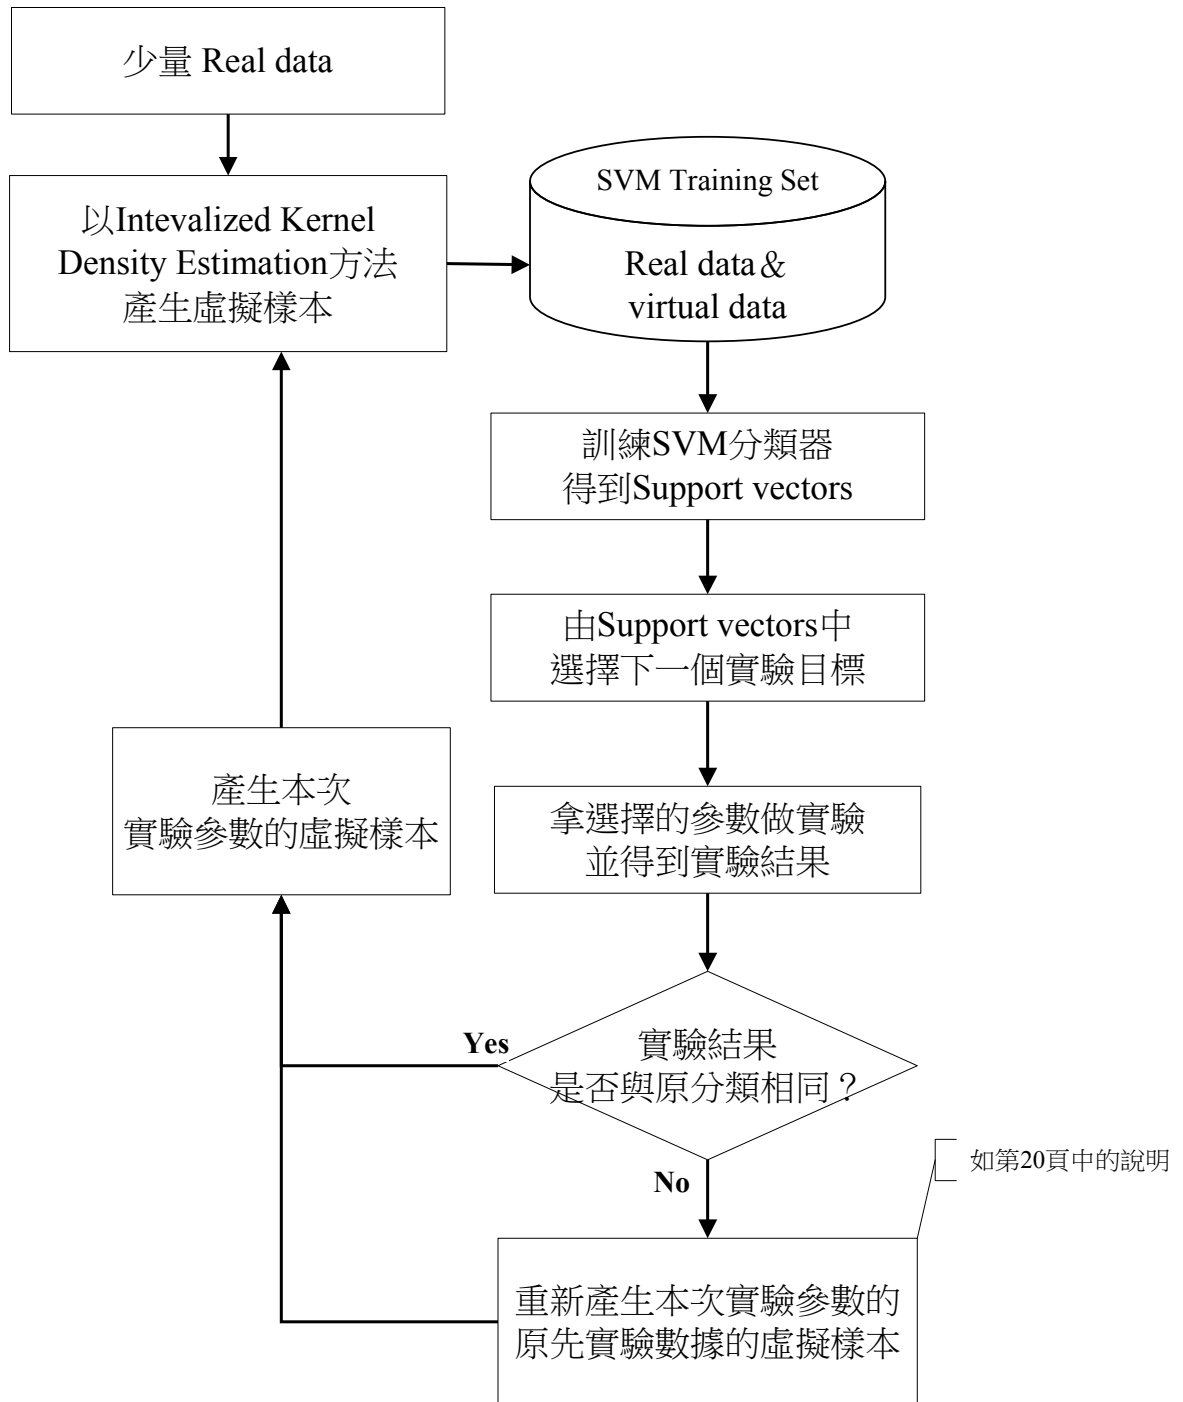 少量 Real data
以Intevalized Kernel
Density Estimation方法
產生虛擬樣本
SVM Training Set
Real data＆
virtual data
訓練SVM分類器
得到Support vectors
由Support vectors中
選擇下一個實驗目標
產生本次
實驗參數的虛擬樣本
拿選擇的參數做實驗
並得到實驗結果
Yes
實驗結果
是否與原分類相同？
No
如第20頁中的說明
重新產生本次實驗參數的
原先實驗數據的虛擬樣本